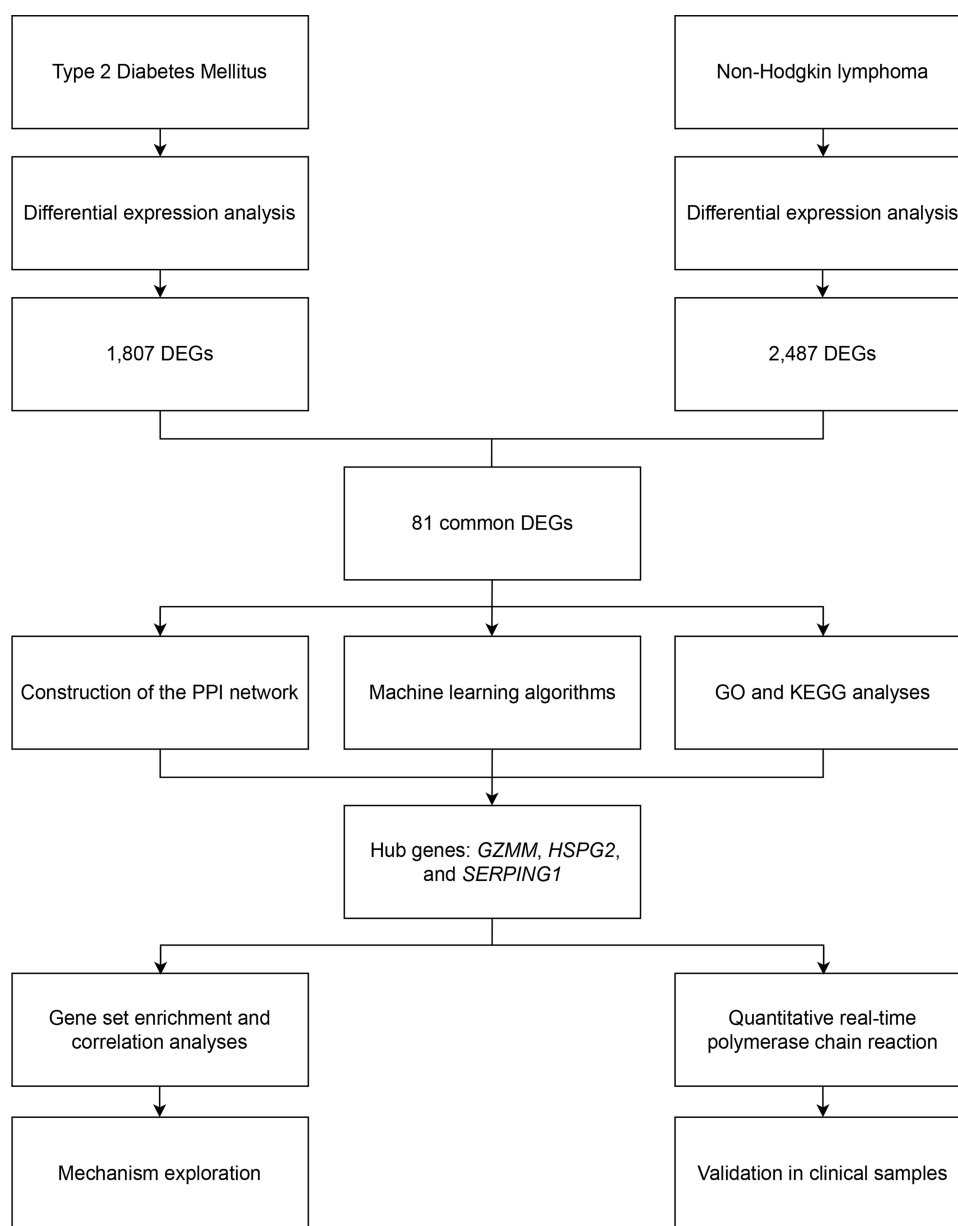 Type 2 Diabetes Mellitus
Non-Hodgkin lymphoma
Differential expression analysis
Differential expression analysis
1,807 DEGs
2,487 DEGs
81 common DEGs
Construction of the PPI network
Machine learning algorithms
GO and KEGG analyses
Hub genes: GZMM, HSPG2,
and SERPING1
Gene set enrichment and
correlation analyses
Quantitative real-time
polymerase chain reaction
Mechanism exploration
Validation in clinical samples